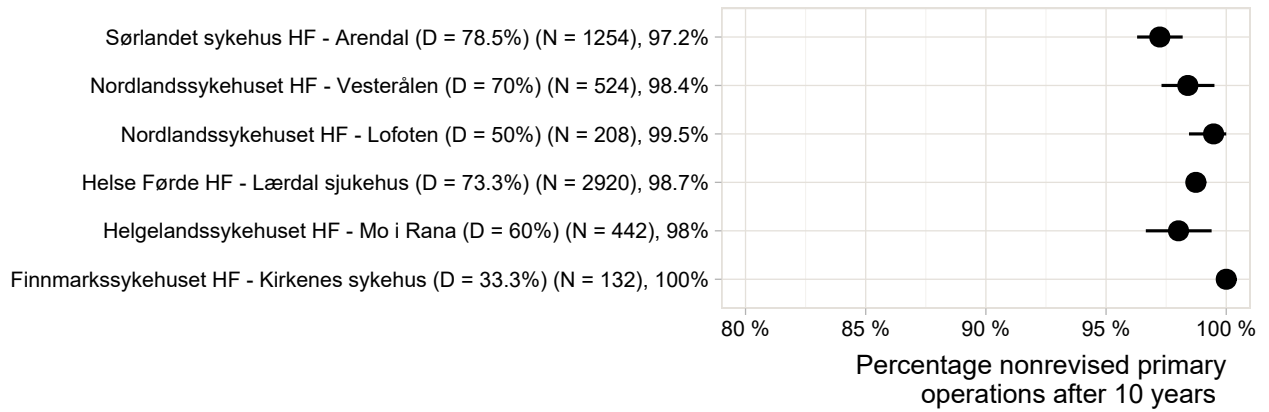 Sørlandet sykehus HF - Arendal (D = 78.5%) (N = 1254), 97.2%
Nordlandssykehuset HF - Vesterålen (D = 70%) (N = 524), 98.4%
Nordlandssykehuset HF - Lofoten (D = 50%) (N = 208), 99.5%
Helse Førde HF - Lærdal sjukehus (D = 73.3%) (N = 2920), 98.7%
Helgelandssykehuset HF - Mo i Rana (D = 60%) (N = 442), 98%
Finnmarkssykehuset HF - Kirkenes sykehus (D = 33.3%) (N = 132), 100%
80 % 85 % 90 % 95 % 100 %
Percentage nonrevised primary
operations after 10 years